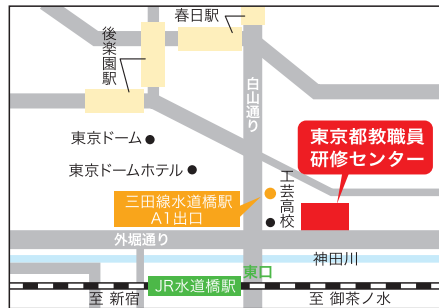 春日駅
後楽園駅
白山通り
東京都教職員
研修センター
東京ドーム
東京ドームホテル
工芸高校
三田線水道橋駅
A1出口
外堀通り
神田川
東口
JR水道橋駅
至 新宿
至 御茶ノ水